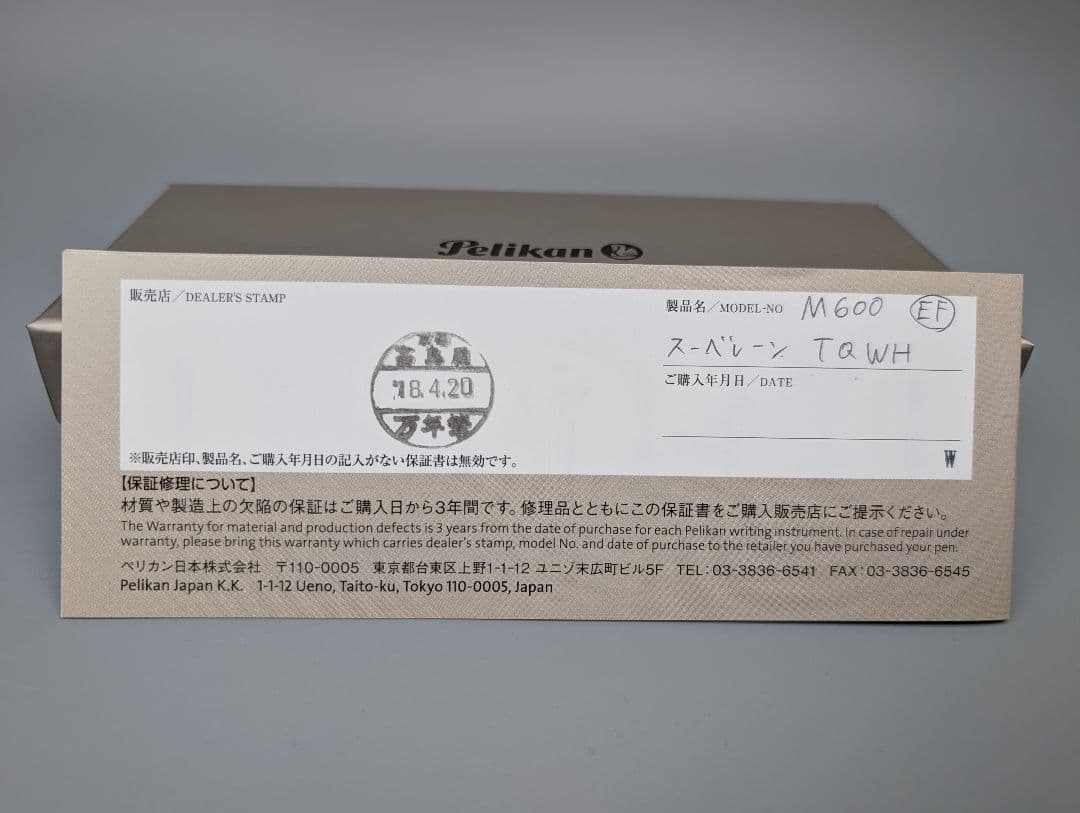 Pelikan
販売店／DEALER'S STAMP
製品名／MODEL-NO M600 EF
スーベレーン TQWH
ご購入年月日／DATE
髙島屋
'18.4.20
万年筆
※販売店印、製品名、ご購入年月日の記入がない保証書は無効です。
W
【保証修理について】
材質や製造上の欠陥の保証はご購入日から3年間です。修理品とともにこの保証書をご購入販売店にご提示ください。
The Warranty for material and production defects is 3 years from the date of purchase for each Pelikan writing instrument. In case of repair under
warranty, please bring this warranty which carries dealer's stamp, model No. and date of purchase to the retailer you have purchased your pen.
ペリカン日本株式会社 〒110-0005 東京都台東区上野1-1-12 ユニゾ末広町ビル5F TEL:03-3836-6541 FAX:03-3836-6545
Pelikan Japan K.K. 1-1-12 Ueno, Taito-ku, Tokyo 110-0005, Japan